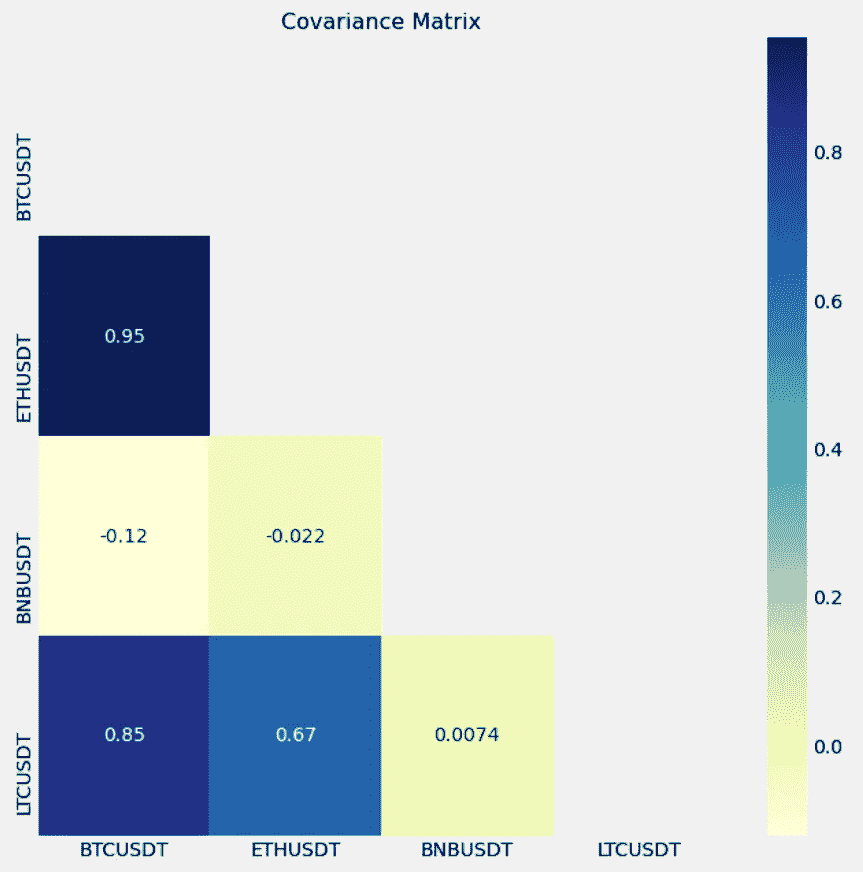 Covariance Matrix
BTCUSDT
0.8
0.6
ETHUSDT
0.95
0.4
BNBUSDT
-0.12
-0.022
0.2
LTCUSDT
0.85
0.67
0.0074
0.0
BTCUSDT
ETHUSDT
BNBUSDT
LTCUSDT